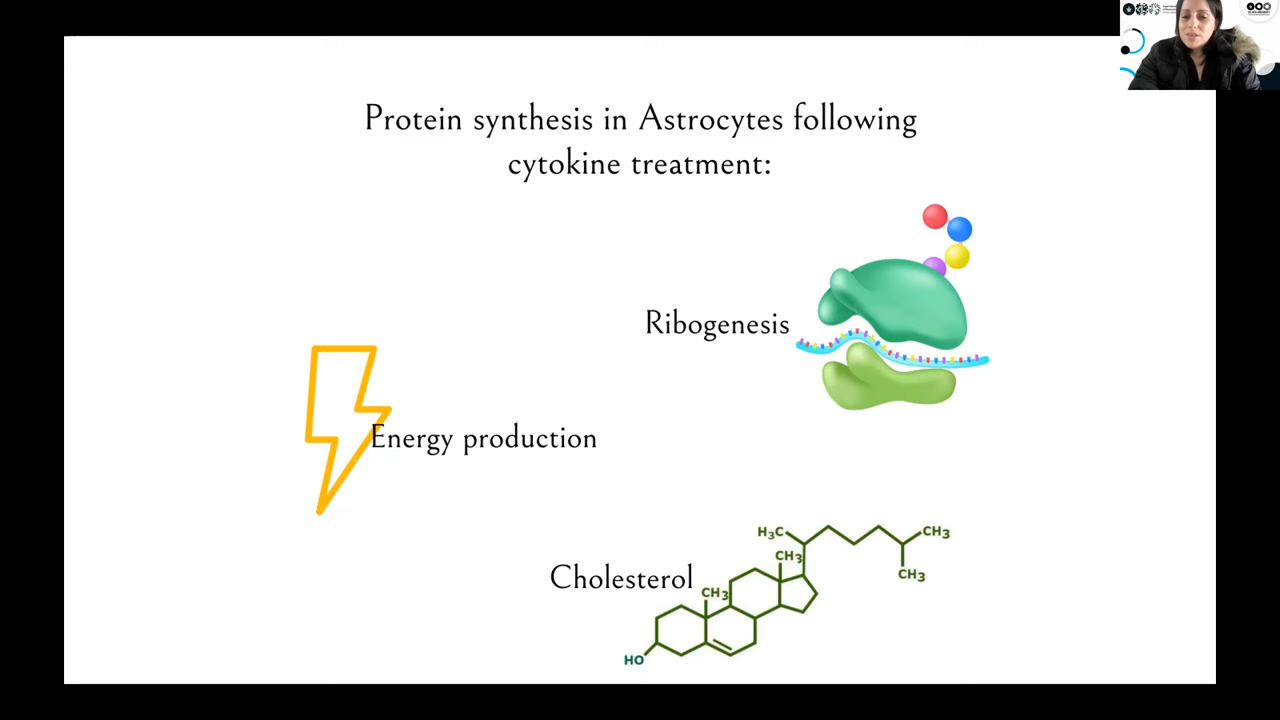 Protein synthesis in Astrocytes following
cytokine treatment:
Ribogenesis
Energy production
H₃C
CH₃
CH₃
CH₃
Cholesterol
CH₃
HO